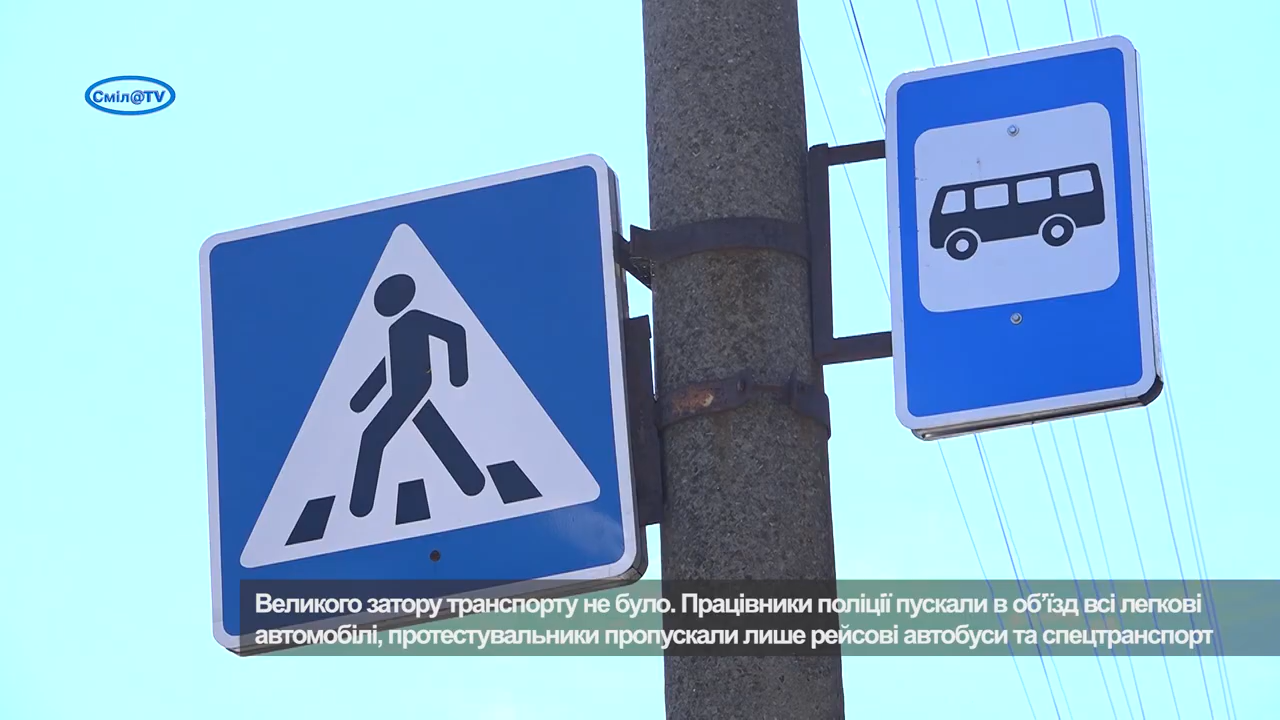 Сміл@TV
Великого затору транспорту не було. Працівники поліції пускали в об’їзд всі легкові
автомобілі, протестувальники пропускали лише рейсові автобуси та спецтранспорт